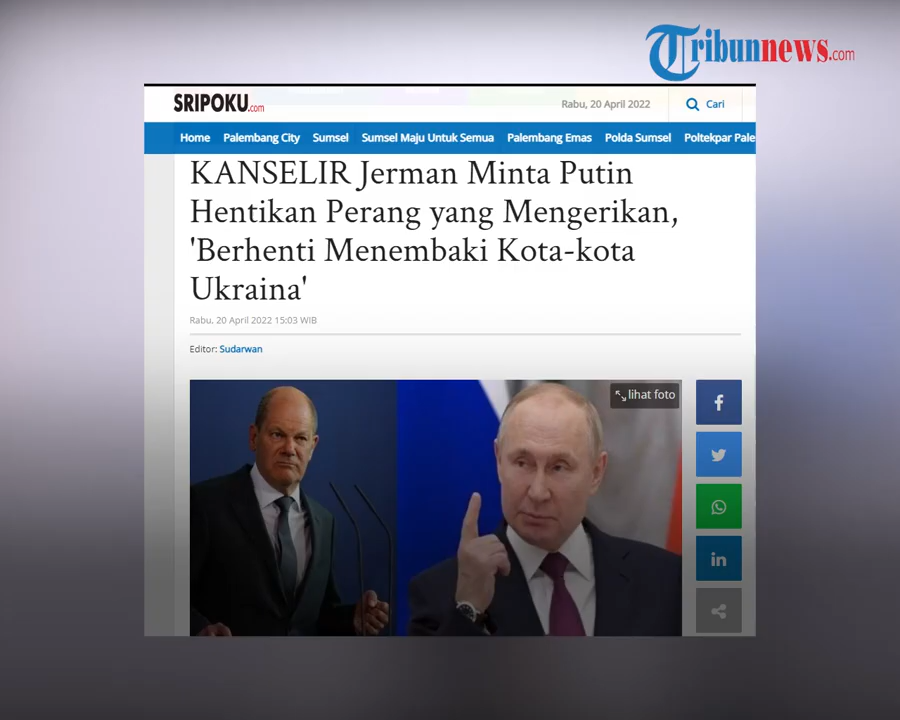 Tribunnews.com
SRIPOKU.com
Rabu, 20 April 2022
Cari
Home Palembang City Sumsel Sumsel Maju Untuk Semua Palembang Emas Polda Sumsel Poltekpar Pale
KANSELIR Jerman Minta Putin
Hentikan Perang yang Mengerikan,
'Berhenti Menembaki Kota-kota
Ukraina'
Rabu, 20 April 2022 15:03 WIB
Editor: Sudarwan
lihat foto